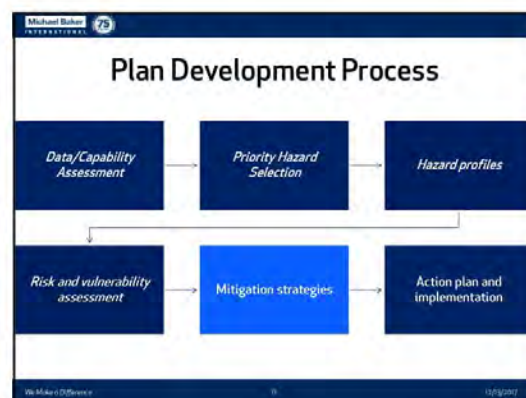 Michael Baker
INTERNATIONAL
75
Plan Development Process
Data/Capability
Assessment
Priority Hazard
Selection
Hazard profiles
Risk and vulnerability
assessment
Mitigation strategies
Action plan and
implementation
We Make a Difference